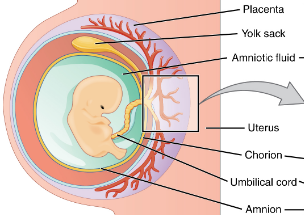 Placenta
Yolk sack
Amniotic fluid
Uterus
Chorion
Umbilical cord
Amnion